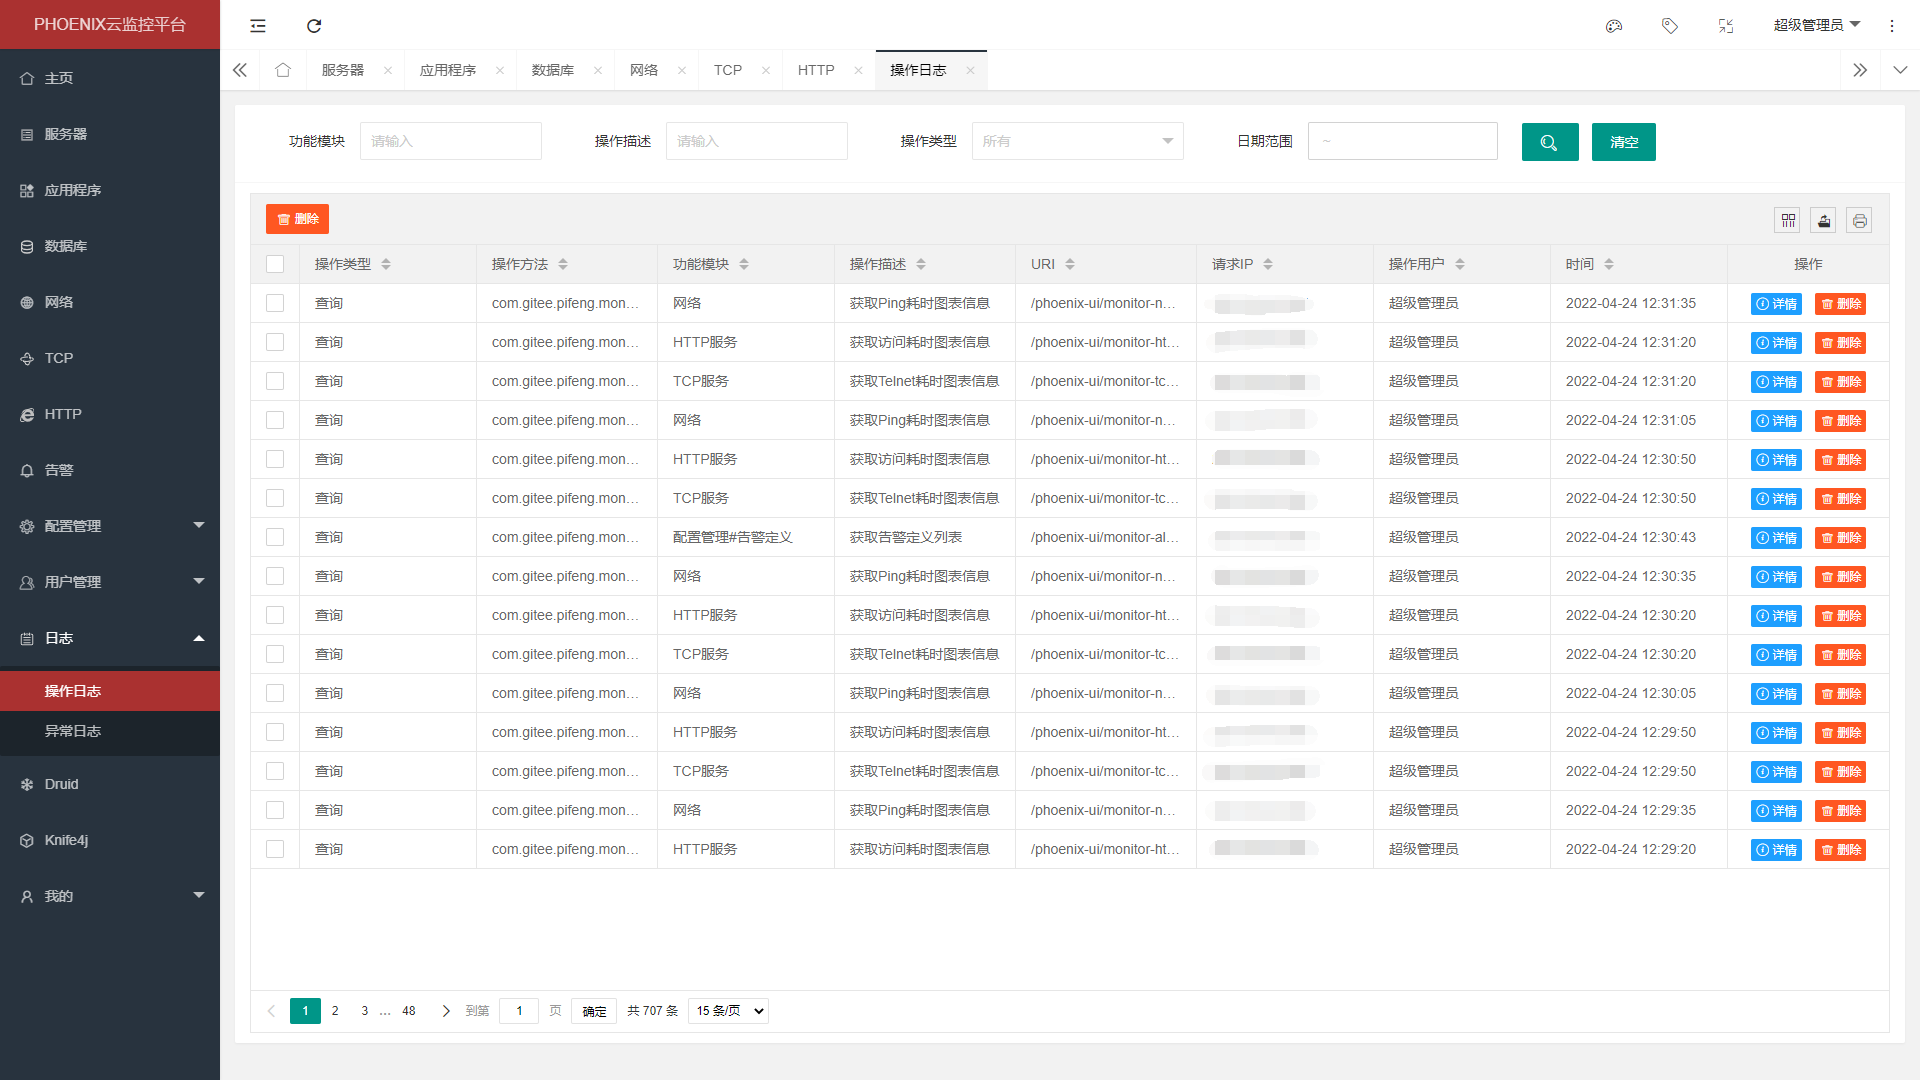 PHOENIX云监控平台
超级管理员
主页
服务器
应用程序
数据库
网络
TCP
HTTP
告警
配置管理
用户管理
日志
操作日志
异常日志
Druid
Knife4j
我的
服务器 应用程序 数据库 网络 TCP HTTP 操作日志
功能模块 请输入 操作描述 请输入 操作类型 所有 日期范围 ~ 清空
删除
操作类型 操作方法 功能模块 操作描述 URI 请求IP 操作用户 时间 操作
查询 com.gitee.pifeng.mon... 网络 获取Ping耗时图表信息 /phoenix-ui/monitor-n... 超级管理员 2022-04-24 12:31:35 详情 删除
查询 com.gitee.pifeng.mon... HTTP服务 获取访问耗时图表信息 /phoenix-ui/monitor-ht... 超级管理员 2022-04-24 12:31:20 详情 删除
查询 com.gitee.pifeng.mon... TCP服务 获取Telnet耗时图表信息 /phoenix-ui/monitor-tc... 超级管理员 2022-04-24 12:31:20 详情 删除
查询 com.gitee.pifeng.mon... 网络 获取Ping耗时图表信息 /phoenix-ui/monitor-n... 超级管理员 2022-04-24 12:31:05 详情 删除
查询 com.gitee.pifeng.mon... HTTP服务 获取访问耗时图表信息 /phoenix-ui/monitor-ht... 超级管理员 2022-04-24 12:30:50 详情 删除
查询 com.gitee.pifeng.mon... TCP服务 获取Telnet耗时图表信息 /phoenix-ui/monitor-tc... 超级管理员 2022-04-24 12:30:50 详情 删除
查询 com.gitee.pifeng.mon... 配置管理#告警定义 获取告警定义列表 /phoenix-ui/monitor-al... 超级管理员 2022-04-24 12:30:43 详情 删除
查询 com.gitee.pifeng.mon... 网络 获取Ping耗时图表信息 /phoenix-ui/monitor-n... 超级管理员 2022-04-24 12:30:35 详情 删除
查询 com.gitee.pifeng.mon... HTTP服务 获取访问耗时图表信息 /phoenix-ui/monitor-ht... 超级管理员 2022-04-24 12:30:20 详情 删除
查询 com.gitee.pifeng.mon... TCP服务 获取Telnet耗时图表信息 /phoenix-ui/monitor-tc... 超级管理员 2022-04-24 12:30:20 详情 删除
查询 com.gitee.pifeng.mon... 网络 获取Ping耗时图表信息 /phoenix-ui/monitor-n... 超级管理员 2022-04-24 12:30:05 详情 删除
查询 com.gitee.pifeng.mon... HTTP服务 获取访问耗时图表信息 /phoenix-ui/monitor-ht... 超级管理员 2022-04-24 12:29:50 详情 删除
查询 com.gitee.pifeng.mon... TCP服务 获取Telnet耗时图表信息 /phoenix-ui/monitor-tc... 超级管理员 2022-04-24 12:29:50 详情 删除
查询 com.gitee.pifeng.mon... 网络 获取Ping耗时图表信息 /phoenix-ui/monitor-n... 超级管理员 2022-04-24 12:29:35 详情 删除
查询 com.gitee.pifeng.mon... HTTP服务 获取访问耗时图表信息 /phoenix-ui/monitor-ht... 超级管理员 2022-04-24 12:29:20 详情 删除
1 2 3 ... 48 到第 1 页 确定 共 707 条 15 条/页